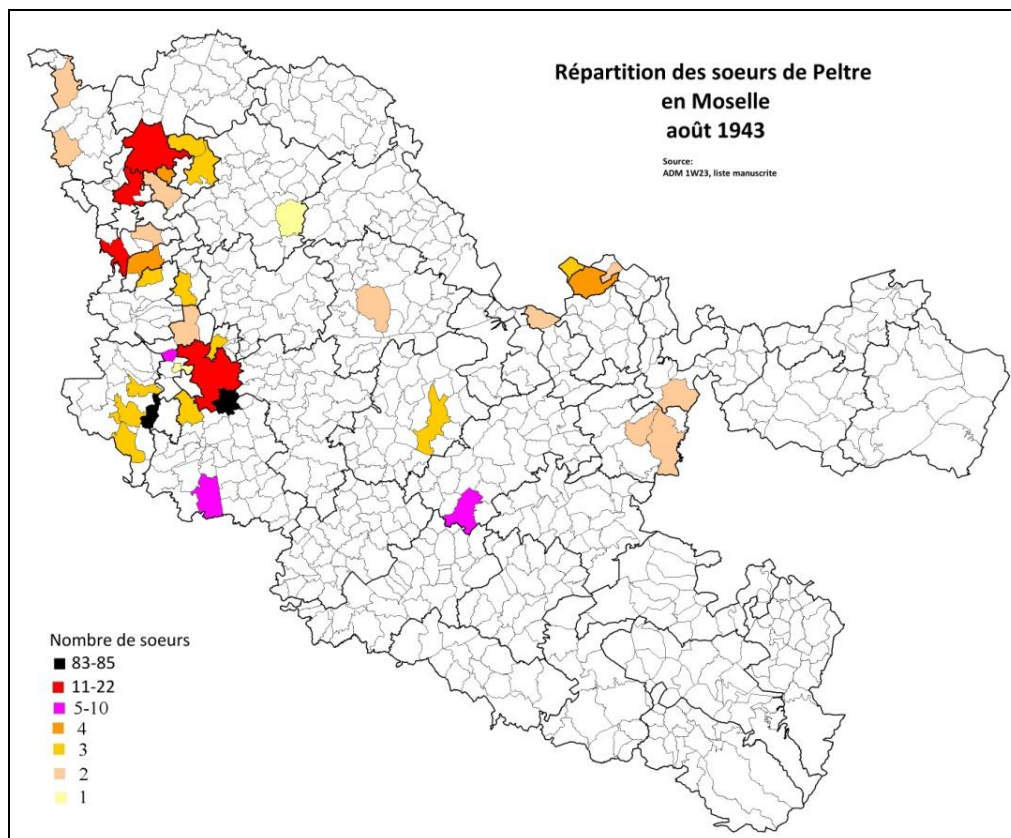 Répartition des soeurs de Peltre
en Moselle
août 1943
Source:
ADM 1W23, liste manuscrite
Nombre de soeurs
83-85
11-22
5-10
4
3
2
1